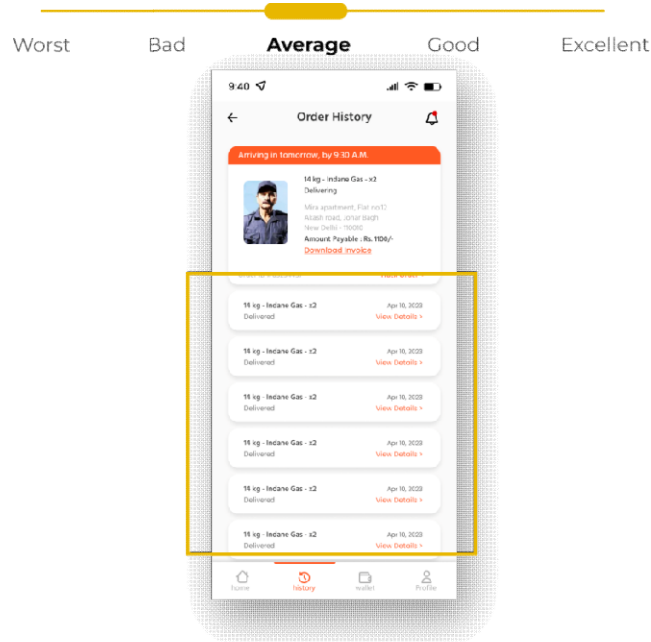 Worst Bad Average Good Excellent
9:40
Order History
Arriving in tomorrow, by 9:30 A.M.
14 kg - Indane Gas - x2
Delivering
Mira apartment, Flat no12
Akash road, Johar bagh
New Delhi - 110010
Amount Payable : Rs. 1106/-
Download Invoice
14 kg - Indane Gas - x2 Apr 10, 2023
Delivered View Details >
14 kg - Indane Gas - x2 Apr 10, 2023
Delivered View Details >
14 kg - Indane Gas - x2 Apr 10, 2023
Delivered View Details >
14 kg - Indane Gas - x2 Apr 10, 2023
Delivered View Details >
14 kg - Indane Gas - x2 Apr 10, 2023
Delivered View Details >
14 kg - Indane Gas - x2 Apr 10, 2023
Delivered View Details >
home history wallet Profile